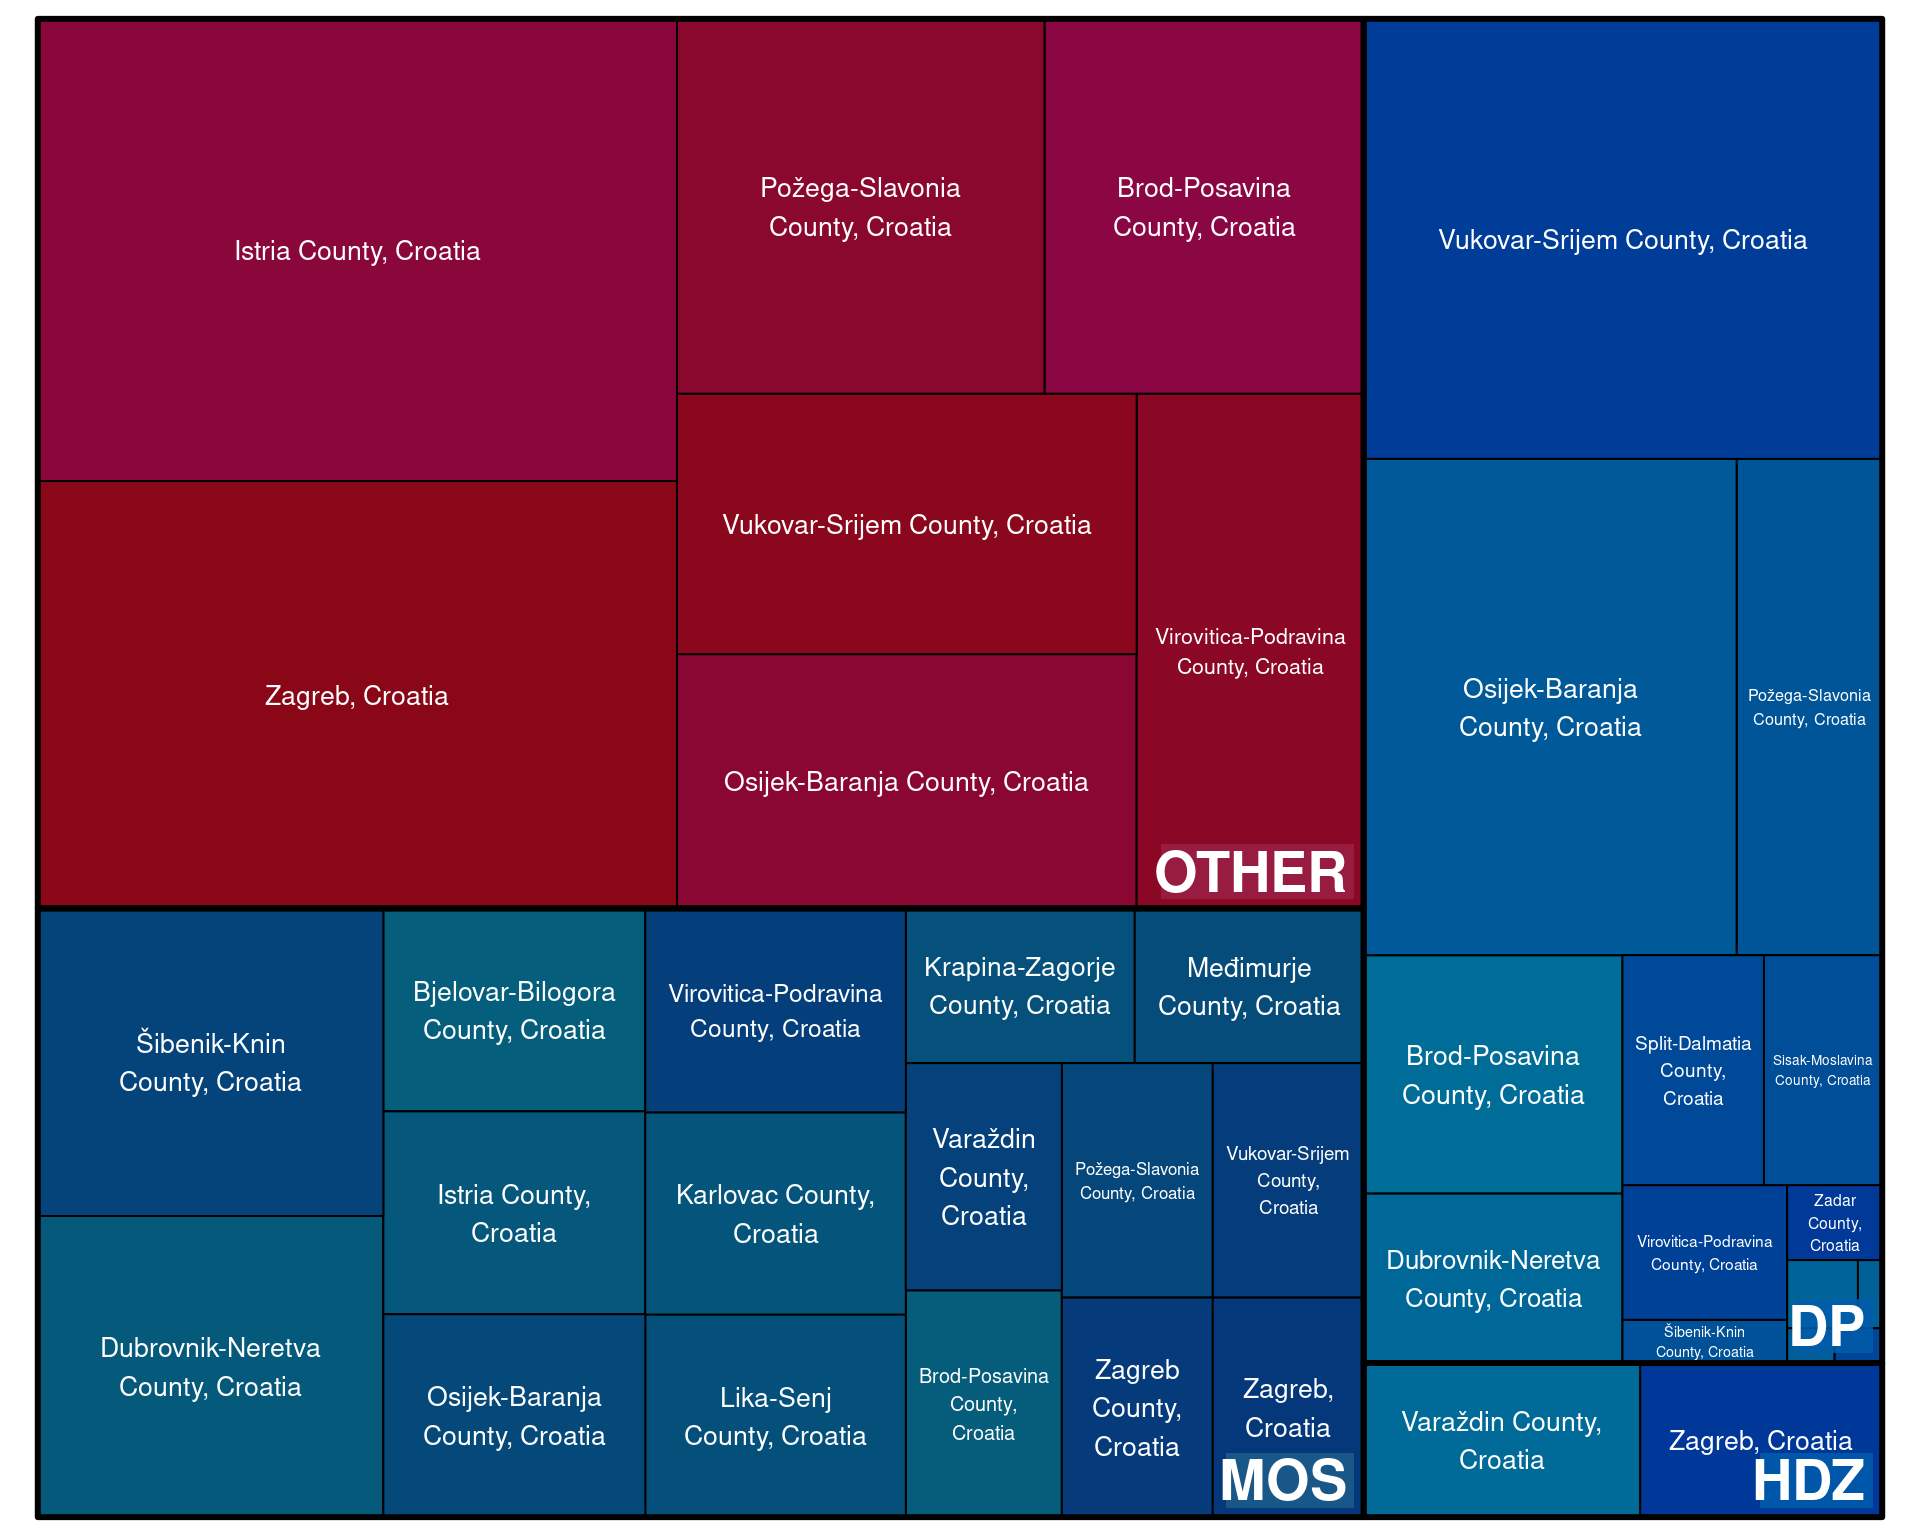 Istria County, Croatia
Zagreb, Croatia
Požega-Slavonia
County, Croatia
Brod-Posavina
County, Croatia
Vukovar-Srijem County, Croatia
Osijek-Baranja County, Croatia
Virovitica-Podravina
County, Croatia
OTHER
Šibenik-Knin
County, Croatia
Dubrovnik-Neretva
County, Croatia
Bjelovar-Bilogora
County, Croatia
Istria County,
Croatia
Osijek-Baranja
County, Croatia
Virovitica-Podravina
County, Croatia
Karlovac County,
Croatia
Lika-Senj
County, Croatia
Krapina-Zagorje
County, Croatia
Međimurje
County, Croatia
Varaždin
County,
Croatia
Brod-Posavina
County,
Croatia
Požega-Slavonia
County, Croatia
Vukovar-Srijem
County,
Croatia
Zagreb
County,
Croatia
Zagreb,
Croatia
MOS
Vukovar-Srijem County, Croatia
Osijek-Baranja
County, Croatia
Požega-Slavonia
County, Croatia
Brod-Posavina
County, Croatia
Dubrovnik-Neretva
County, Croatia
Split-Dalmatia
County,
Croatia
Sisak-Moslavina
County, Croatia
Virovitica-Podravina
County, Croatia
Šibenik-Knin
County, Croatia
Zadar
County,
Croatia
DP
Varaždin County,
Croatia
Zagreb, Croatia
HDZ